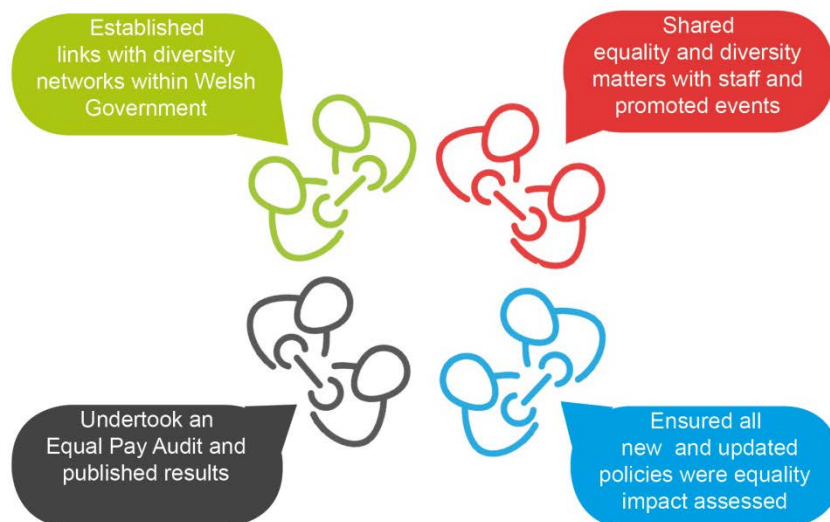 Established
links with diversity
networks within Welsh
Government
Shared
equality and diversity
matters with staff and
promoted events
Undertook an
Equal Pay Audit and
published results
Ensured all
new and updated
policies were equality
impact assessed